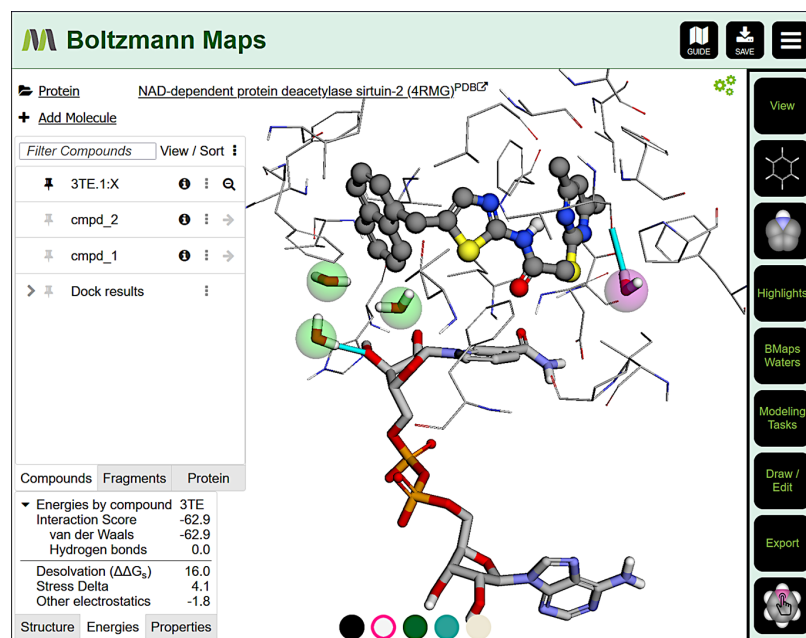 Boltzmann Maps
GUIDE
SAVE
Protein
NAD-dependent protein deacetylase sirtuin-2 (4RMG)PDB
Add Molecule
Filter Compounds
View / Sort
3TE.1:X
cmpd_2
cmpd_1
Dock results
Compounds Fragments Protein
Energies by compound 3TE
Interaction Score -62.9
van der Waals -62.9
Hydrogen bonds 0.0
Desolvation (ΔΔGs) 16.0
Stress Delta 4.1
Other electrostatics -1.8
Structure Energies Properties
View
Highlights
BMaps
Waters
Modeling
Tasks
Draw /
Edit
Export